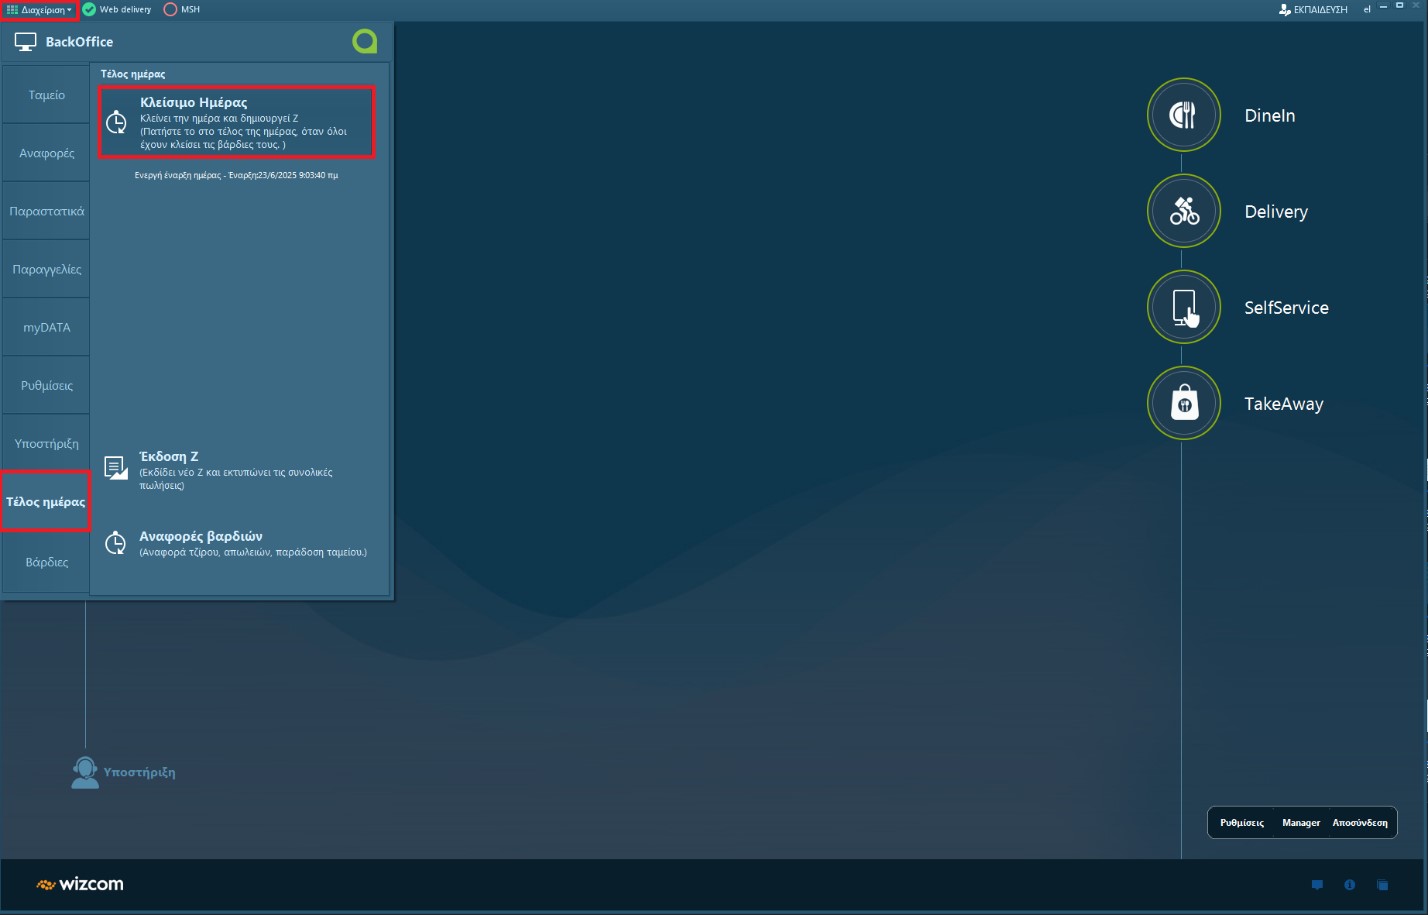 Διαχείριση
Web delivery
MSH
ΕΚΠΑΙΔΕΥΣΗ
el
BackOffice
Ταμείο
Αναφορές
Παραστατικά
Παραγγελίες
myDATA
Ρυθμίσεις
Υποστήριξη
Τέλος ημέρας
Βάρδιες
Τέλος ημέρας
Κλείσιμο Ημέρας
Κλείνει την ημέρα και δημιουργεί Ζ
(Πατήστε το στο τέλος της ημέρας, όταν όλοι
έχουν κλείσει τις βάρδιες τους. )
Ενεργή έναρξη ημέρας - Έναρξη:23/6/2025 9:03:40 πμ
Έκδοση Ζ
(Εκδίδει νέο Ζ και εκτυπώνει τις συνολικές
πωλήσεις)
Αναφορές βαρδιών
(Αναφορά τζίρου, απωλειών, παράδοση ταμείου.)
DineIn
Delivery
SelfService
TakeAway
Υποστήριξη
Ρυθμίσεις Manager Αποσύνδεση
wizcom